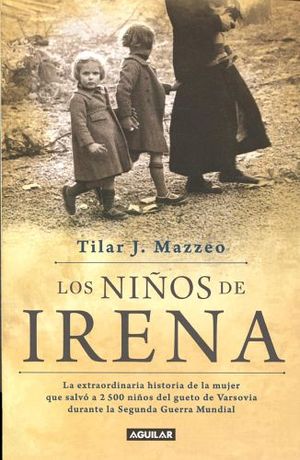 Tilar J. Mazzeo
LOS NIÑOS DE
IRENA
La extraordinaria historia de la mujer
que salvó a 2 500 niños del gueto de Varsovia
durante la Segunda Guerra Mundial
AGUILAR